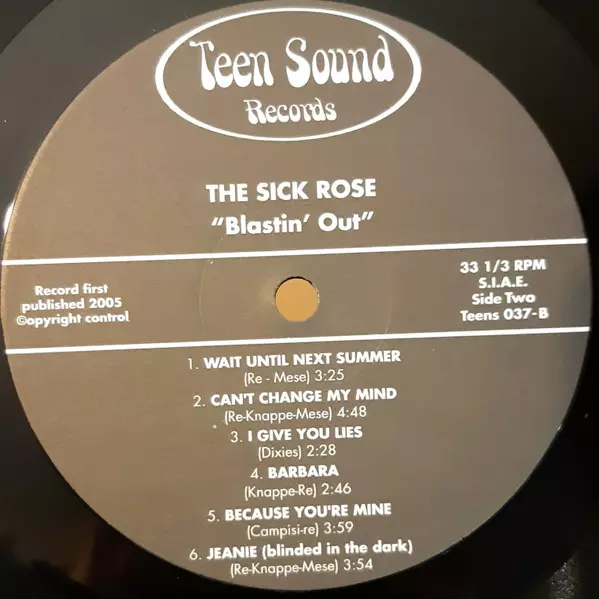 Teen Sound
Records
THE SICK ROSE
"Blastin' Out"
Record first
published 2005
©opyright control
33 1/3 RPM
S.I.A.E.
Side Two
Teens 037-B
1. WAIT UNTIL NEXT SUMMER
(Re - Mese) 3:25
2. CAN'T CHANGE MY MIND
(Re-Knappe-Mese) 4:48
3. I GIVE YOU LIES
(Dixies) 2:28
4. BARBARA
(Knappe-Re) 2:46
5. BECAUSE YOU'RE MINE
(Campisi-re) 3:59
6. JEANIE (blinded in the dark)
(Re-Knappe-Mese) 3:54